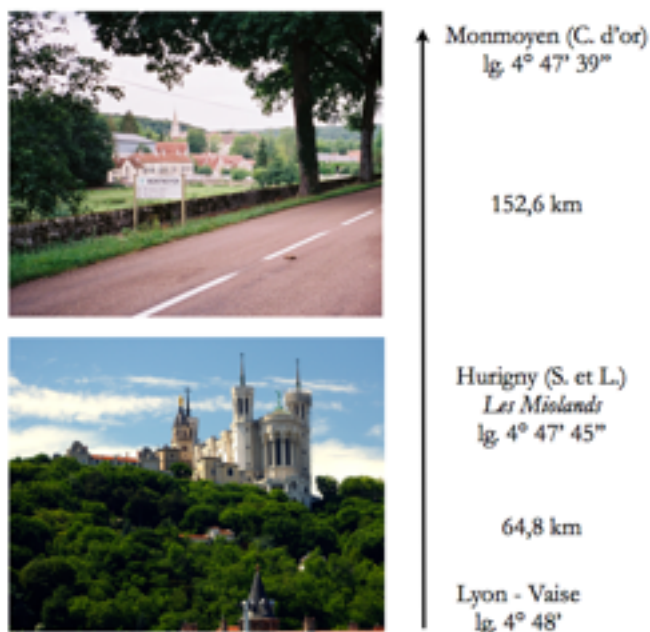 Monmoyen (C. d'or)
lg. 4° 47' 39"
152,6 km
Hurigny (S. et L.)
Les Miolands
lg. 4° 47' 45"
64,8 km
Lyon - Vaise
lg. 4° 48'